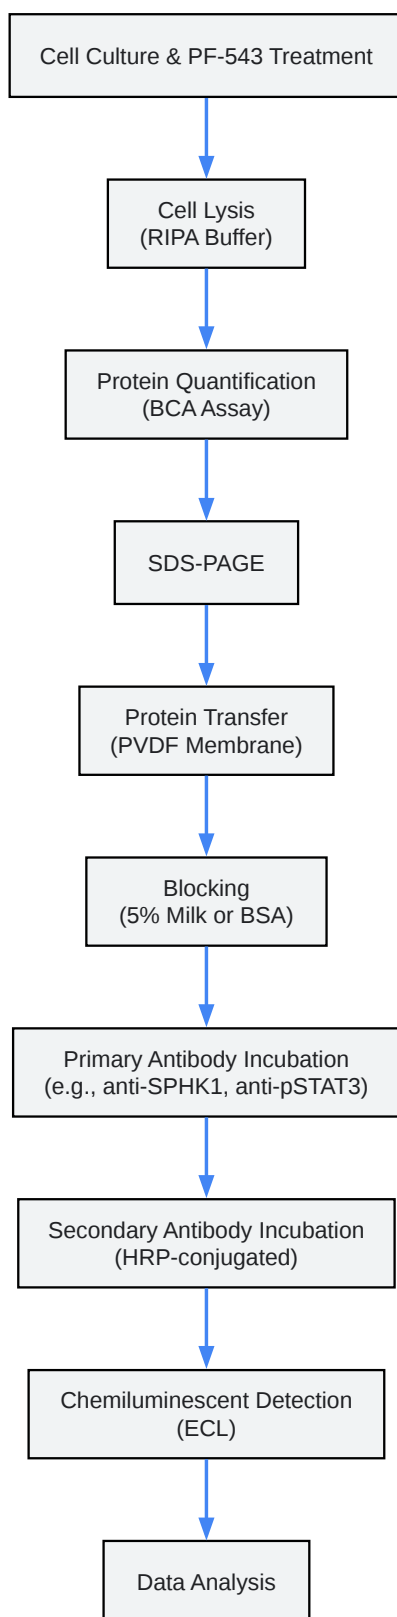 Cell Culture & PF-543 Treatment
Cell Lysis
(RIPA Buffer)
Protein Quantification
(BCA Assay)
SDS-PAGE
Protein Transfer
(PVDF Membrane)
Blocking
(5% Milk or BSA)
Primary Antibody Incubation
(e.g., anti-SPHK1, anti-pSTAT3)
Secondary Antibody Incubation
(HRP-conjugated)
Chemiluminescent Detection
(ECL)
Data Analysis